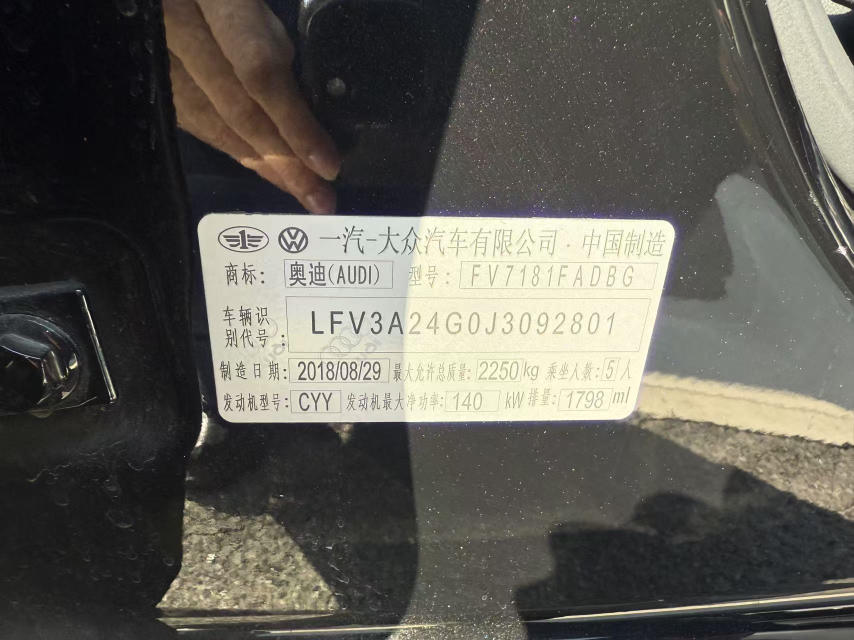 一汽-大众汽车有限公司·中国制造
商标: 奥迪(AUDI) 型号: FV7181FADBG
车辆识别代号: LFV3A24G0J3092801
制造日期: 2018/08/29 最大允许总质量: 2250kg 乘坐人数: 5人
发动机型号: CYY 发动机最大净功率: 140 kW 排量: 1798 ml